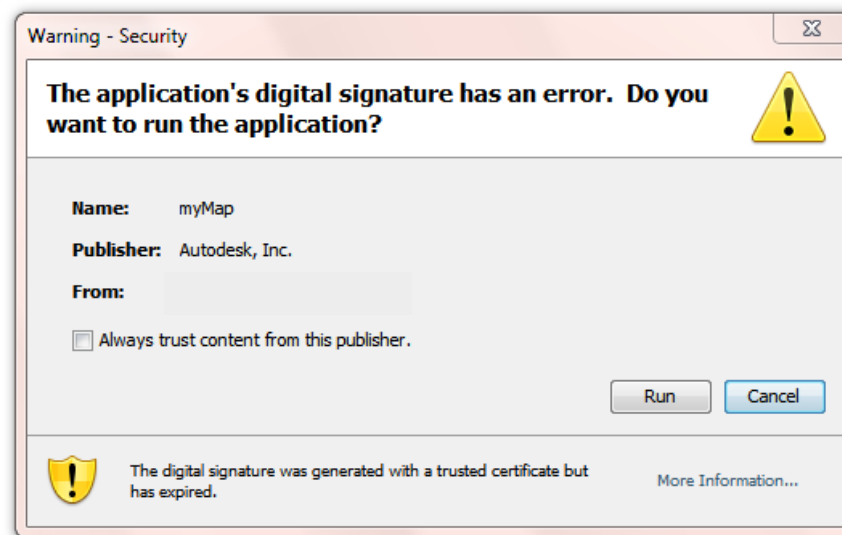 Warning - Security
The application's digital signature has an error. Do you
want to run the application?
Name: myMap
Publisher: Autodesk, Inc.
From:
Always trust content from this publisher.
Run Cancel
The digital signature was generated with a trusted certificate but
has expired.
More Information...